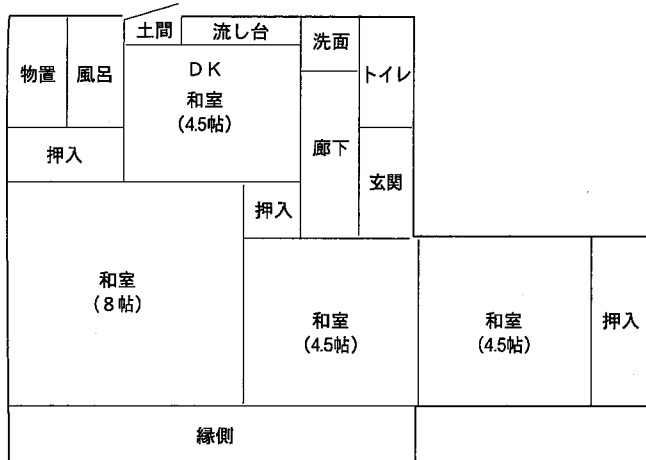 土間
流し台
洗面
物置
風呂
DK
和室
(4.5帖)
トイレ
押入
廊下
玄関
押入
和室
(8帖)
和室
(4.5帖)
和室
(4.5帖)
押入
縁側